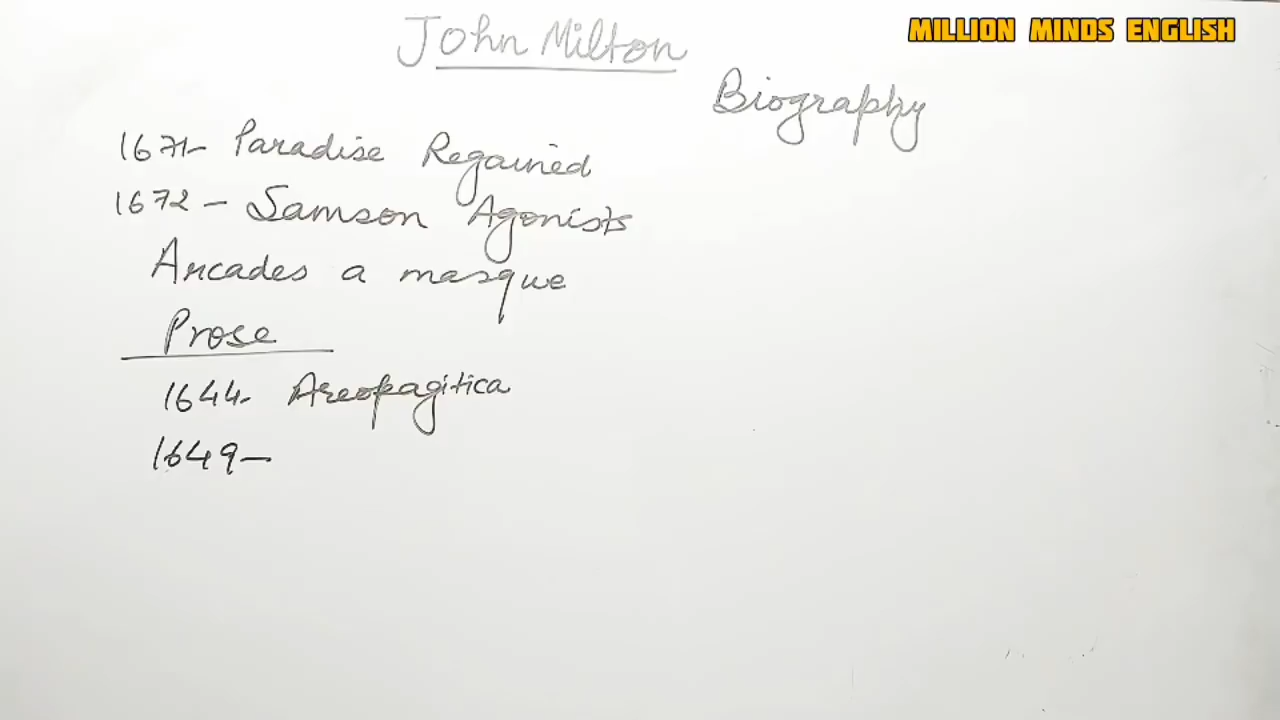 John Milton
MILLION MINDS ENGLISH
Biography
1671- Paradise Regained
1672 - Samson Agonists
Arcades a masque
Prose
1644- Areopagitica
1649-